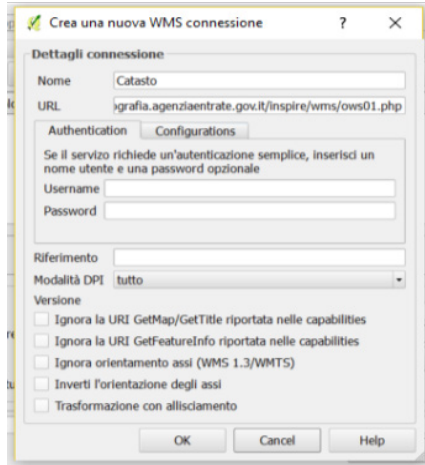 Crea una nuova WMS connessione ? ×
Dettagli connessione
Nome Catasto
URL ografia.agenziaentrate.gov.it/inspire/wms/ows01.php
Authentication Configurations
Se il servizo richiede un'autenticazione semplice, inserisci un
nome utente e una password opzionale
Username
Password
Riferimento
Modalità DPI tutto
Versione
Ignora la URI GetMap/GetTitle riportata nelle capabilities
Ignora la URI GetFeatureInfo riportata nelle capabilities
Ignora orientamento assi (WMS 1.3/WMTS)
Inverti l'orientazione degli assi
Trasformazione con allisciamento
OK Cancel Help